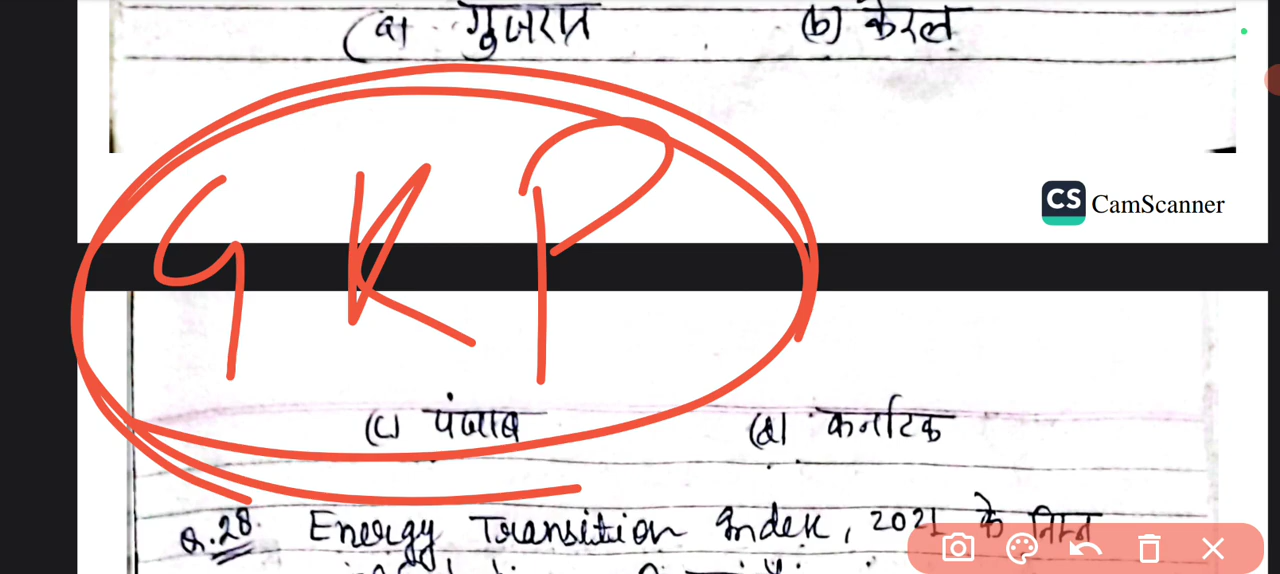 (a) गुजरात (b) केरल
CS CamScanner
GKP
(c) पंजाब (d) कर्नाटक
Q.28. Energy Transition Index, 2021 के निम्न